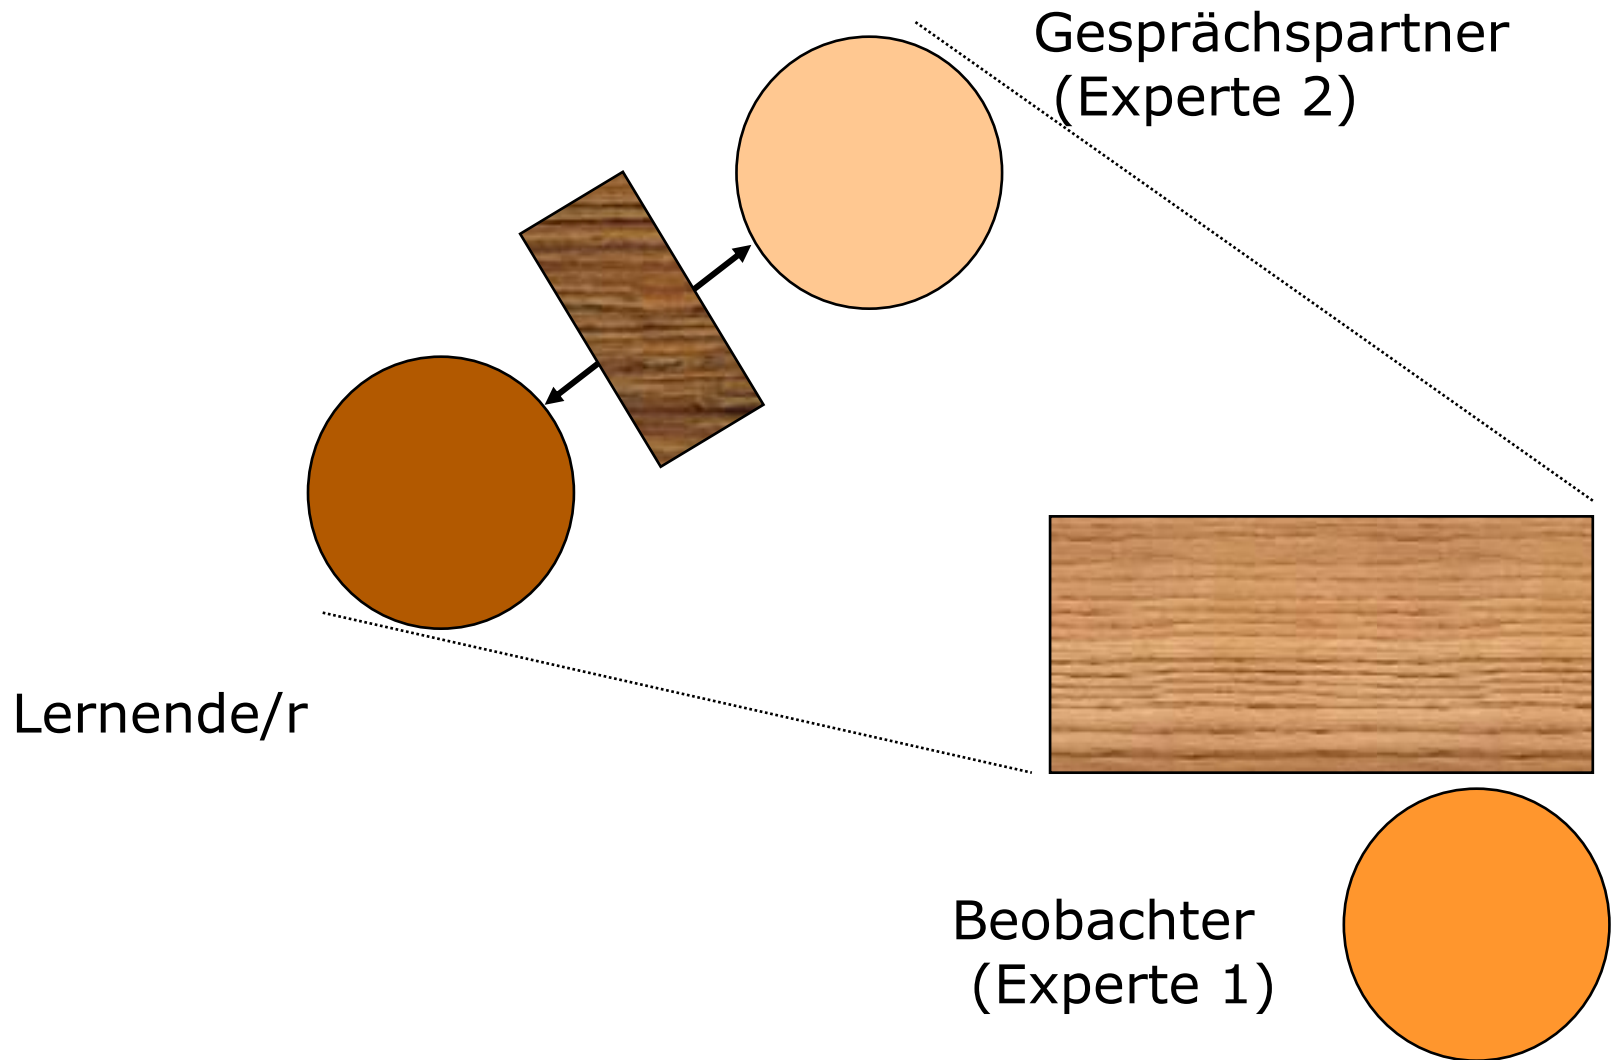 Gesprächspartner
(Experte 2)
Lernende/r
Beobachter
(Experte 1)